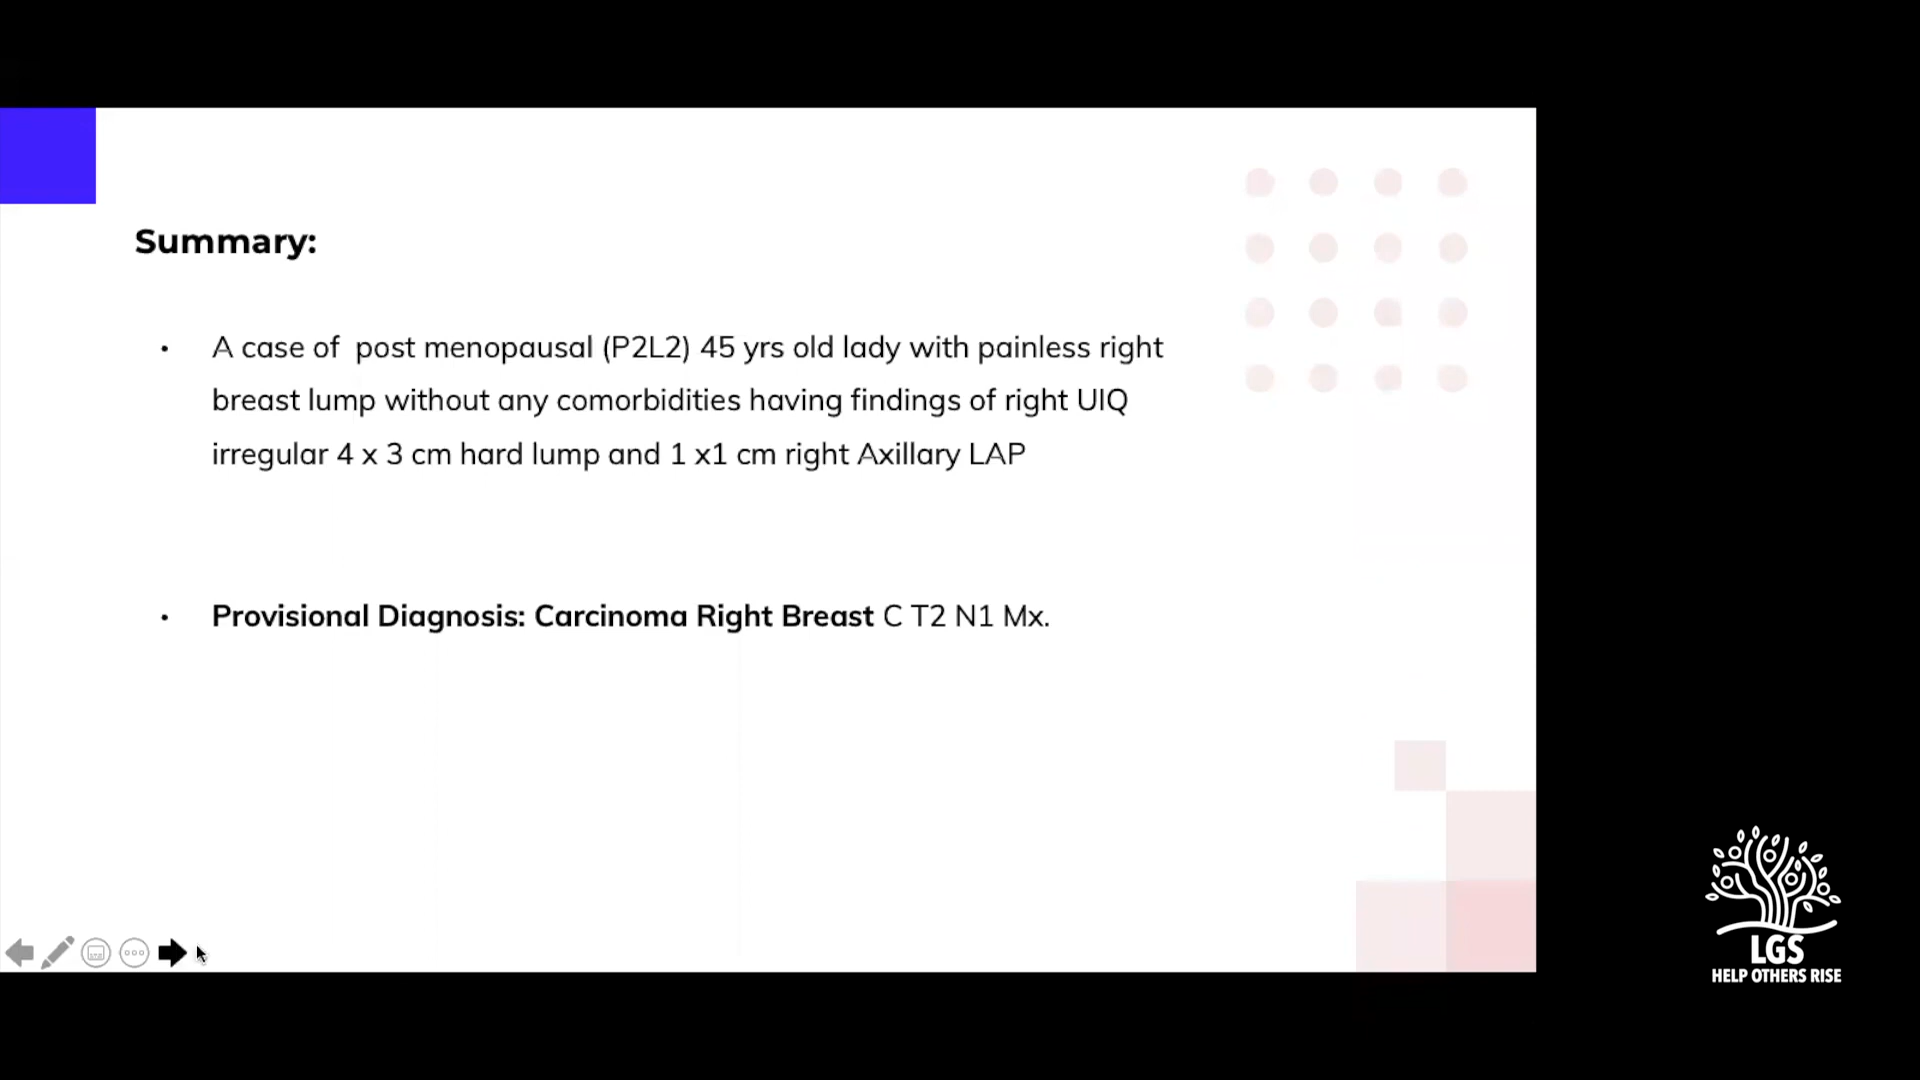 Summary:
• A case of  post menopausal (P2L2) 45 yrs old lady with painless right
breast lump without any comorbidities having findings of right UIQ
irregular 4 x 3 cm hard lump and 1 x1 cm right Axillary LAP
• Provisional Diagnosis: Carcinoma Right Breast C T2 N1 Mx.
LGS
HELP OTHERS RISE